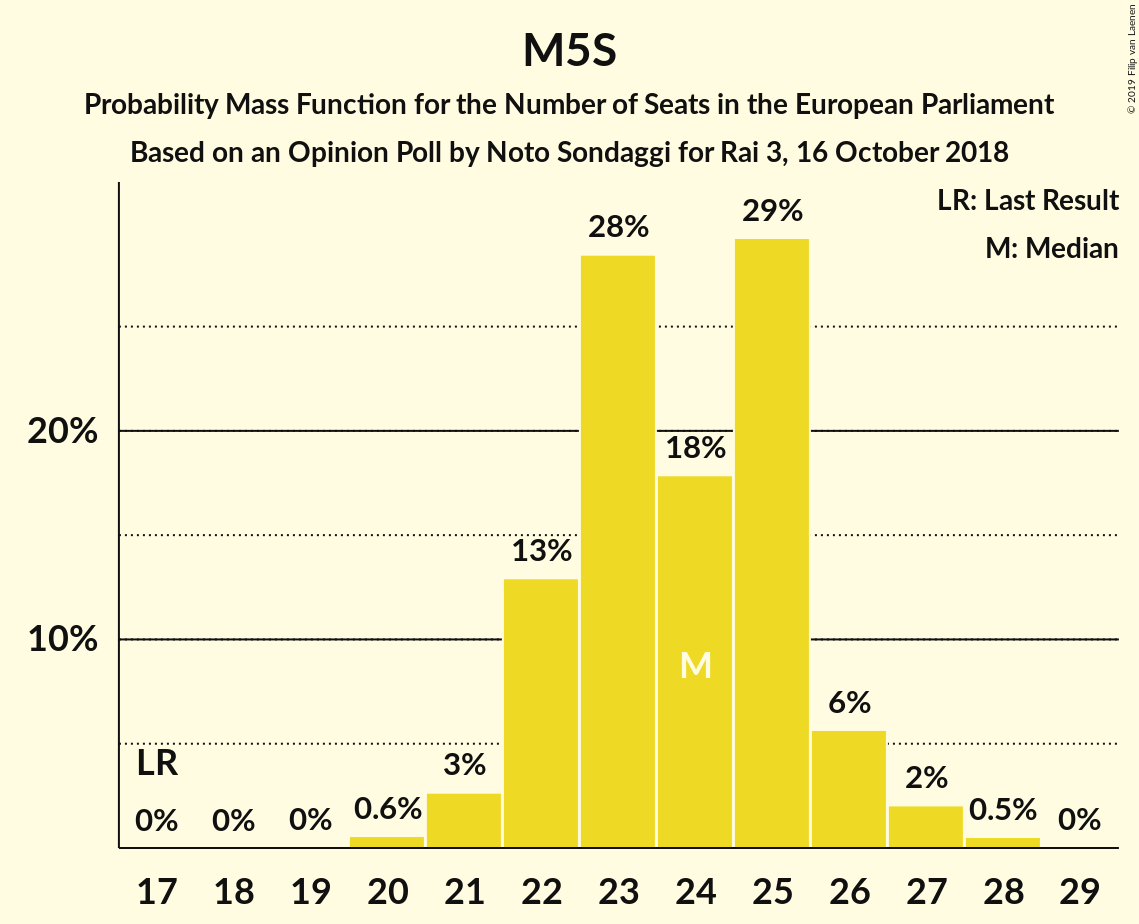 M5S
Probability Mass Function for the Number of Seats in the European Parliament
Based on an Opinion Poll by Noto Sondaggi for Rai 3, 16 October 2018
© 2019 Filip van Laenen
LR: Last Result
M: Median
20%
10%
LR
0%
0%
0%
0.6%
3%
13%
28%
18%
M
29%
6%
2%
0.5%
0%
17 18 19 20 21 22 23 24 25 26 27 28 29